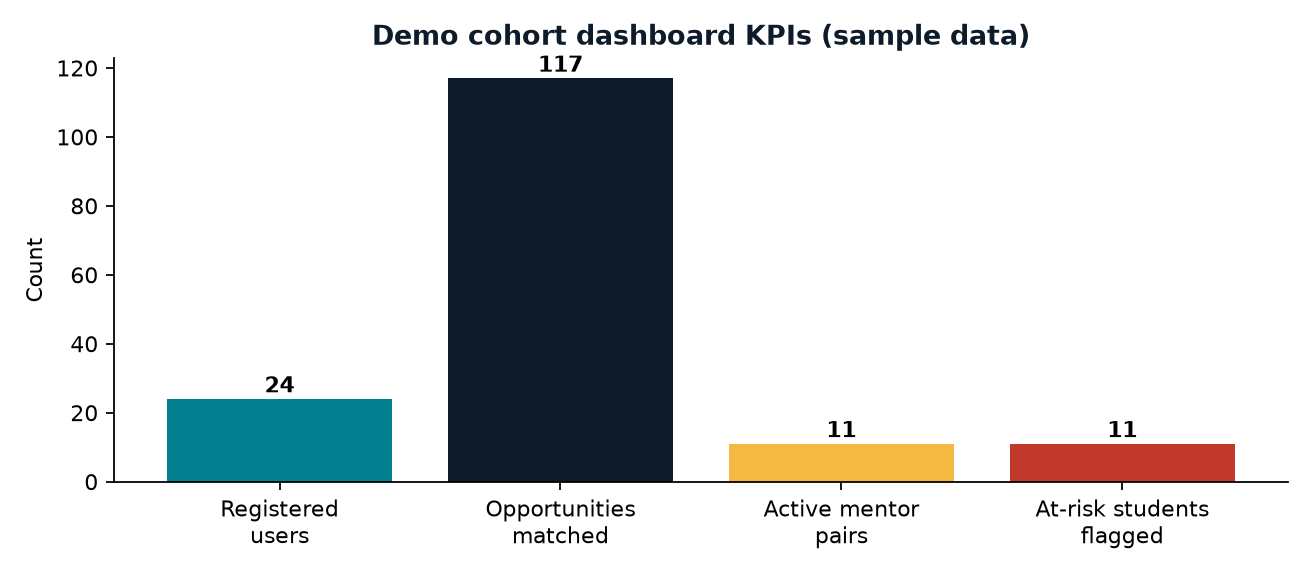 Demo cohort dashboard KPIs (sample data)
120
100
80
60
40
20
0
Count
117
24
11
11
Registered
users
Opportunities
matched
Active mentor
pairs
At-risk students
flagged